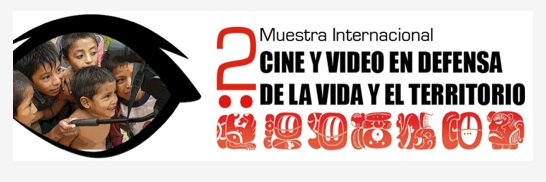 2
Muestra Internacional
CINE Y VIDEO EN DEFENSA
DE LA VIDA Y EL TERRITORIO